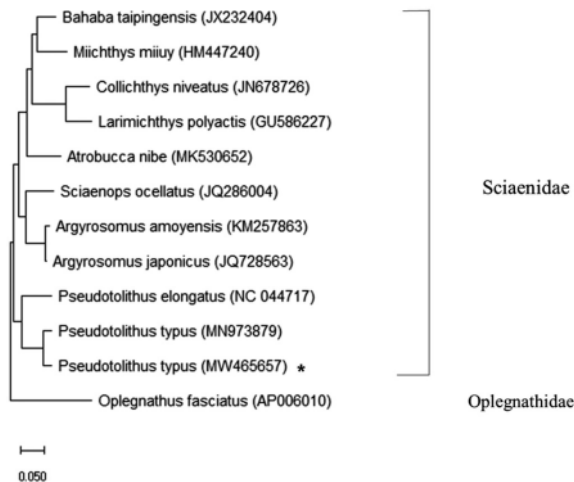 Bahaba taipingensis (JX232404)
Miichthys miiuy (HM447240)
Collichthys niveatus (JN678726)
Larimichthys polyactis (GU586227)
Atrobucca nibe (MK530652)
Sciaenops ocellatus (JQ286004)
Argyrosomus amoyensis (KM257863)
Argyrosomus japonicus (JQ728563)
Pseudotolithus elongatus (NC 044717)
Pseudotolithus typus (MN973879)
Pseudotolithus typus (MW465657) *
Oplegnathus fasciatus (AP006010)
Sciaenidae
Oplegnathidae
0.050